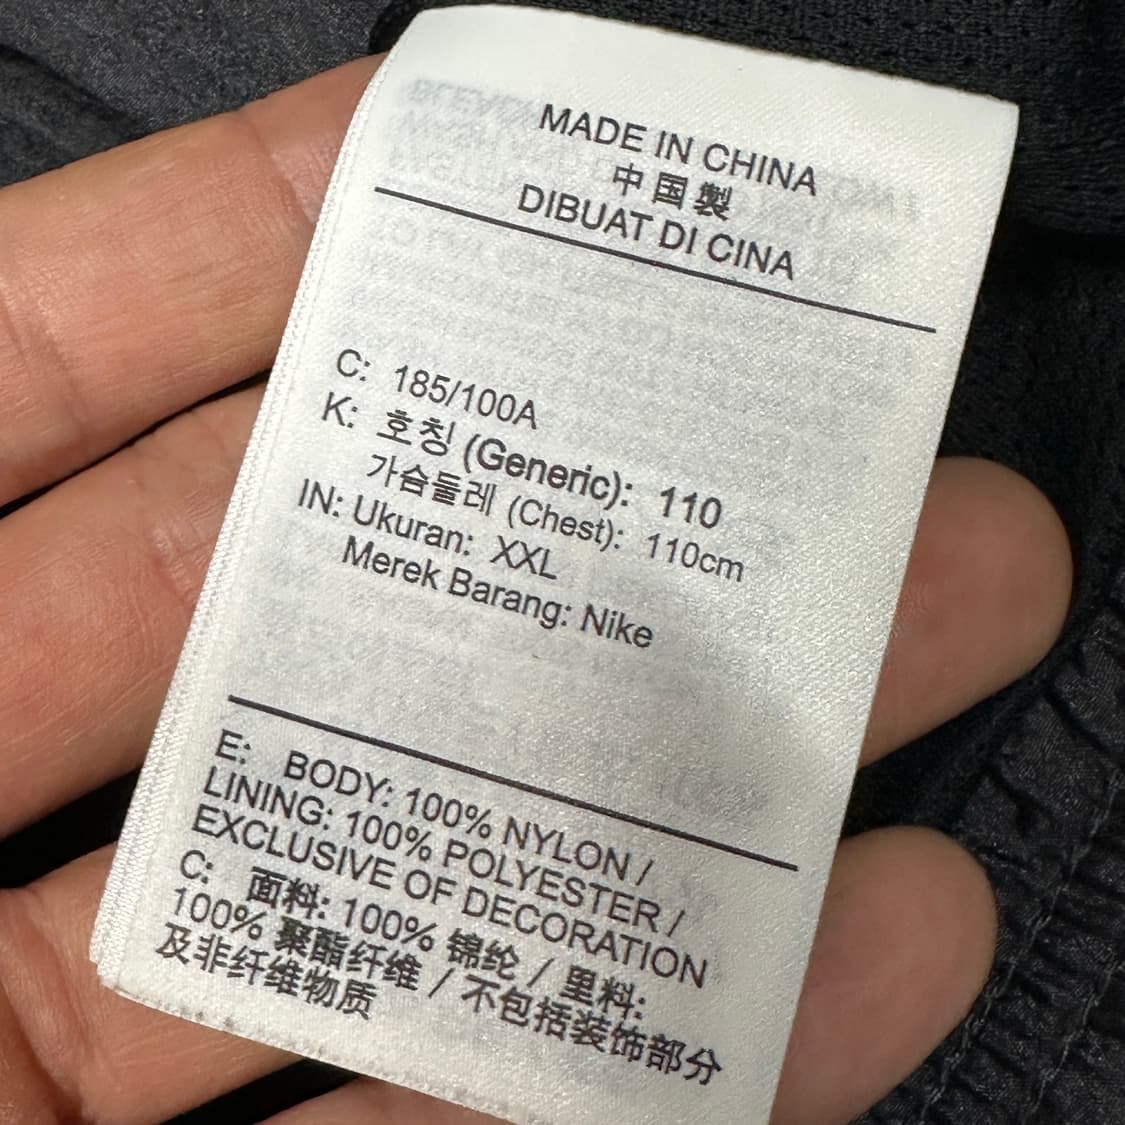 MADE IN CHINA
中国製
DIBUAT DI CINA
C: 185/100A
K: 호칭 (Generic): 110
가슴둘레 (Chest): 110cm
IN: Ukuran: XXL
Merek Barang: Nike
E: BODY: 100% NYLON /
LINING: 100% POLYESTER /
EXCLUSIVE OF DECORATION
C: 面料: 100% 锦纶 / 里料:
100% 聚酯纤维 / 不包括装饰部分
及非纤维物质